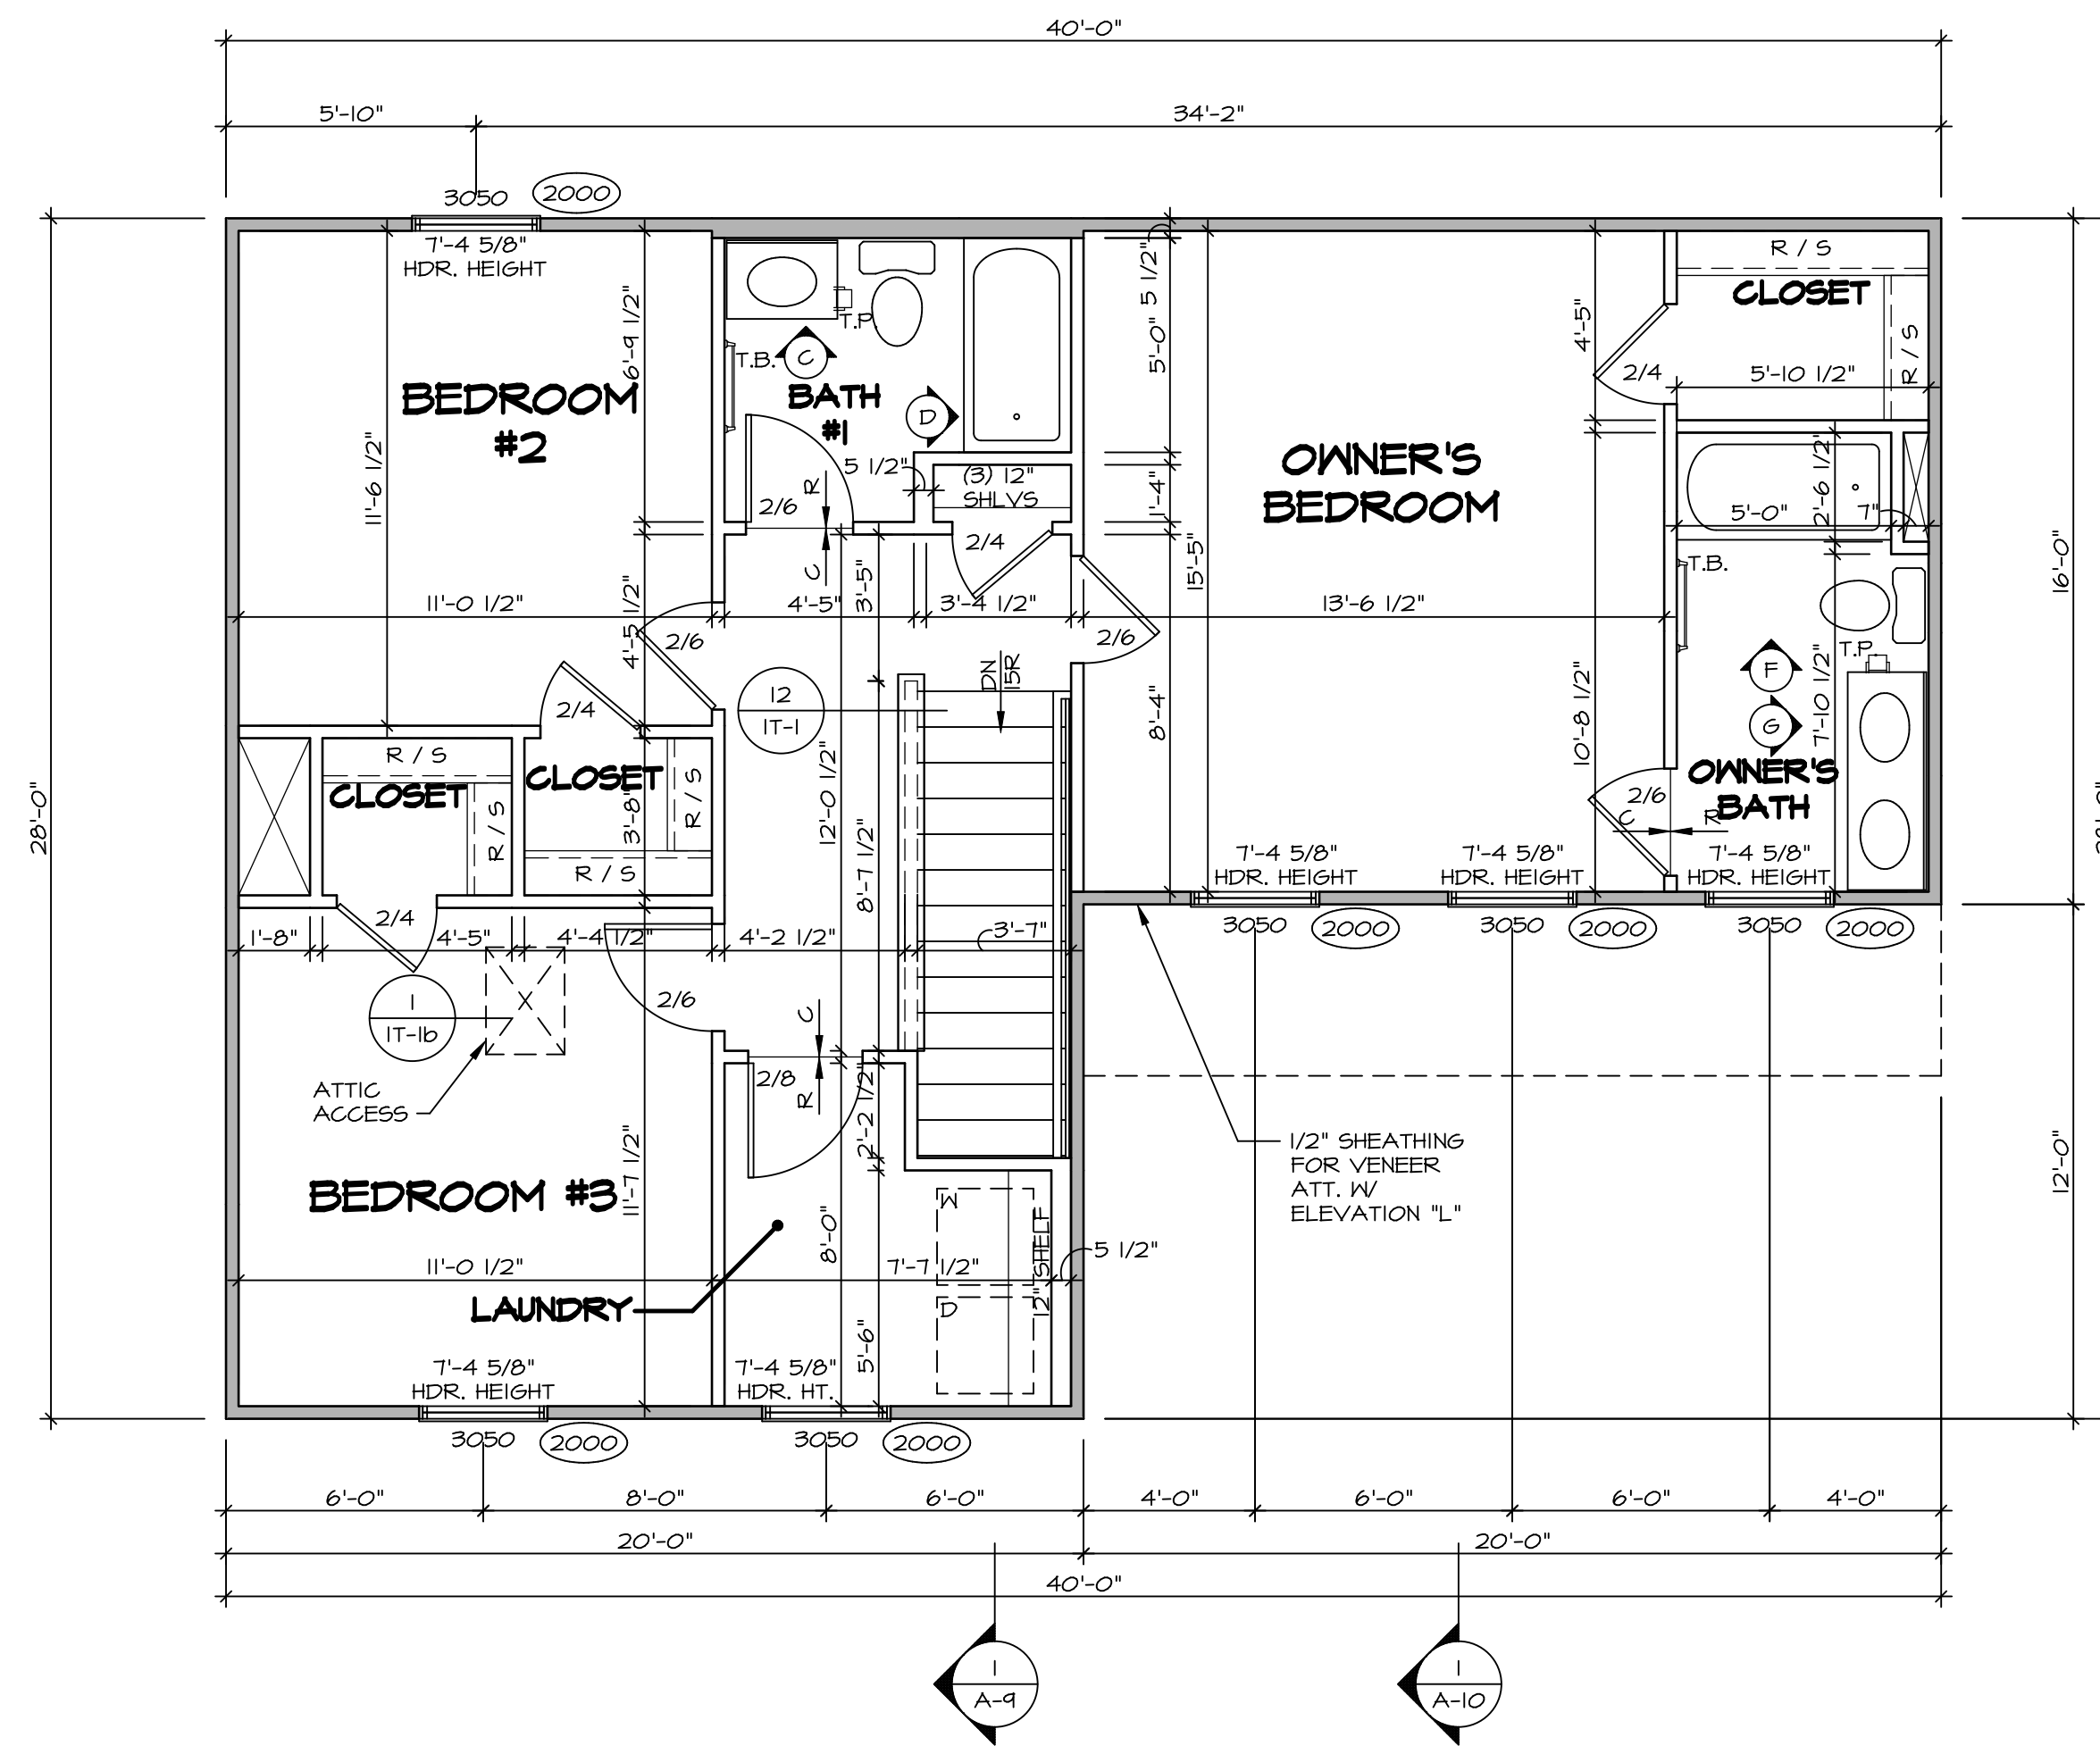 40'-0"
5'-10"
34'-2"
3050
2000
7'-4 5/8"
HDR. HEIGHT
R / S
CLOSET
R / S
5 1/2"
6'-9 1/2"
T.P.
T.B.
C
5'-0"
4'-5"
2/4
5'-10 1/2"
BEDROOM
#2
BATH
#1
D
11'-6 1/2"
OWNER'S
BEDROOM
5 1/2"
(3) 12"
SHLVS
R
2/6
1'-4"
2'-6 1/2"
5'-0"
7"
2/4
C
3'-5"
15'-5"
16'-0"
T.B.
11'-0 1/2"
4'-5"
3'-4 1/2"
13'-6 1/2"
4'-5 1/2"
2/6
2/6
T.P.
DN
15R
F
12
1T-1
2/4
8'-4"
10'-8 1/2"
G
7'-10 1/2"
R / S
CLOSET
CLOSET
R / S
R / S
R / S
3'-8"
12'-0 1/2"
8'-7 1/2"
OWNER'S
BATH
2/6
C
R
28'-0"
7'-4 5/8"
HDR. HEIGHT
7'-4 5/8"
HDR. HEIGHT
7'-4 5/8"
HDR. HEIGHT
3050
2000
3050
2000
3050
2000
2/4
1'-8"
4'-5"
4'-4 1/2"
4'-2 1/2"
3'-7"
2/6
1
1T-1b
C
2/8
R
ATTIC
ACCESS
2'-2 1/2"
1/2" SHEATHING
FOR VENEER
ATT. W/
ELEVATION "L"
12'-0"
BEDROOM #3
11'-7 1/2"
W
8'-0"
12" SHELF
5 1/2"
11'-0 1/2"
7'-7 1/2"
LAUNDRY
D
5'-6"
7'-4 5/8"
HDR. HEIGHT
7'-4 5/8"
HDR. HT.
3050
2000
3050
2000
6'-0"
8'-0"
6'-0"
4'-0"
6'-0"
6'-0"
4'-0"
20'-0"
20'-0"
40'-0"
1
A-9
1
A-10